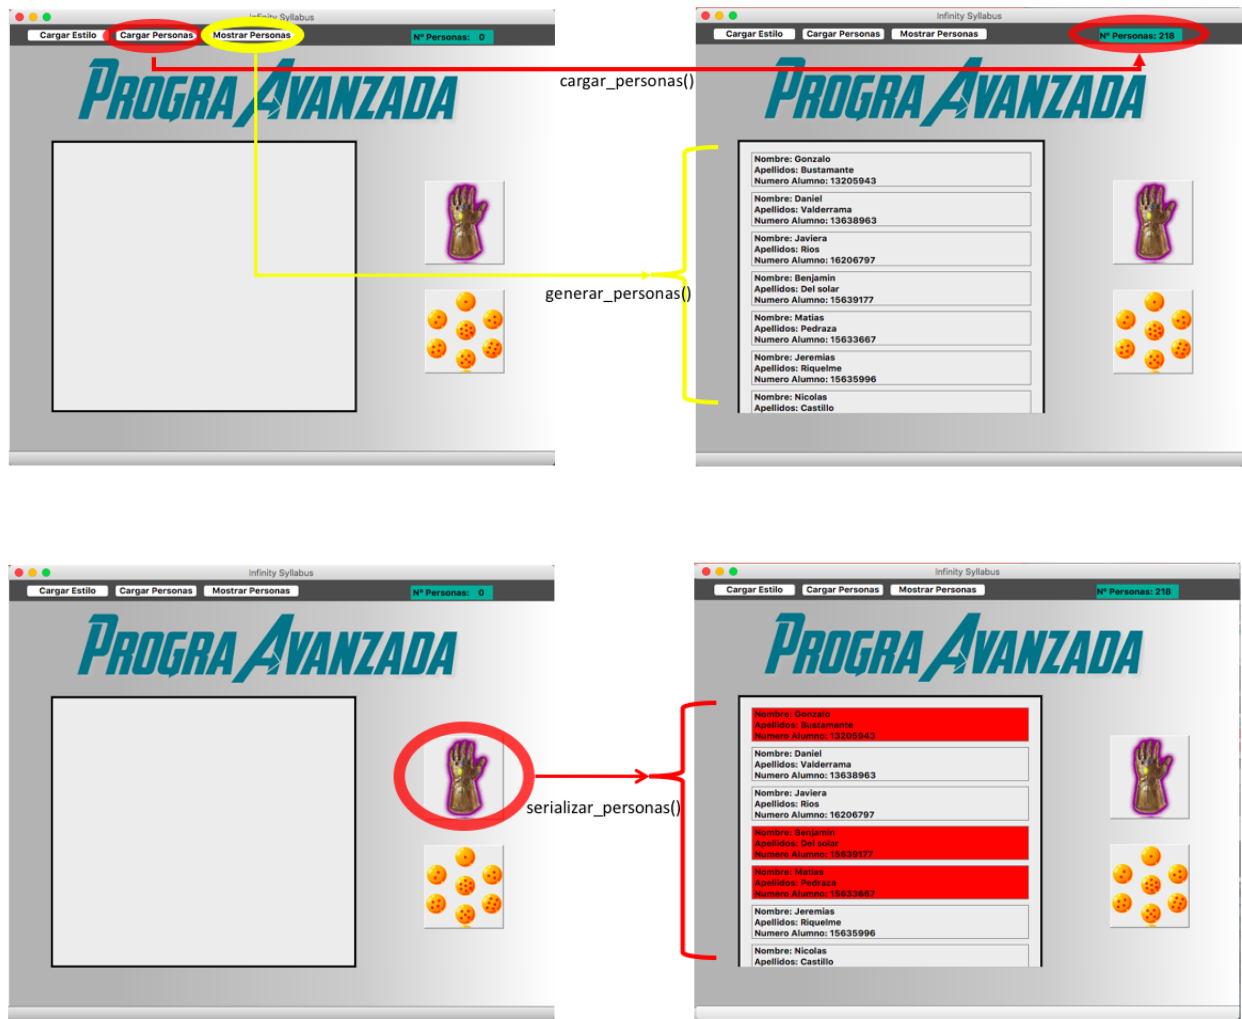 Infinity Syllabus
Cargar Estilo Cargar Personas Mostrar Personas Nº Personas: 0
PROGRA AVANZADA
Infinity Syllabus
Cargar Estilo Cargar Personas Mostrar Personas Nº Personas: 218
PROGRA AVANZADA
cargar_personas()
generar_personas()
Nombre: Gonzalo
Apellidos: Bustamante
Numero Alumno: 13205943
Nombre: Daniel
Apellidos: Valderrama
Numero Alumno: 13638963
Nombre: Javiera
Apellidos: Rios
Numero Alumno: 16206797
Nombre: Benjamin
Apellidos: Del solar
Numero Alumno: 15639177
Nombre: Matias
Apellidos: Pedraza
Numero Alumno: 15633667
Nombre: Jeremias
Apellidos: Riquelme
Numero Alumno: 15635996
Nombre: Nicolas
Apellidos: Castillo
Infinity Syllabus
Cargar Estilo Cargar Personas Mostrar Personas Nº Personas: 0
PROGRA AVANZADA
Infinity Syllabus
Cargar Estilo Cargar Personas Mostrar Personas Nº Personas: 218
PROGRA AVANZADA
serializar_personas()
Nombre: Gonzalo
Apellidos: Bustamante
Numero Alumno: 13205943
Nombre: Daniel
Apellidos: Valderrama
Numero Alumno: 13638963
Nombre: Javiera
Apellidos: Rios
Numero Alumno: 16206797
Nombre: Benjamin
Apellidos: Del solar
Numero Alumno: 15639177
Nombre: Matias
Apellidos: Pedraza
Numero Alumno: 15633667
Nombre: Jeremias
Apellidos: Riquelme
Numero Alumno: 15635996
Nombre: Nicolas
Apellidos: Castillo